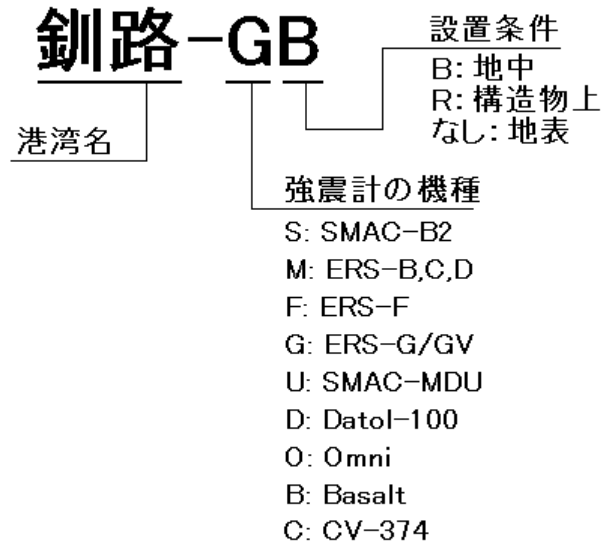 釧路-GB
設置条件
B: 地中
R: 構造物上
なし: 地表
港湾名
強震計の機種
S: SMAC-B2
M: ERS-B,C,D
F: ERS-F
G: ERS-G/GV
U: SMAC-MDU
D: Datol-100
O: Omni
B: Basalt
C: CV-374